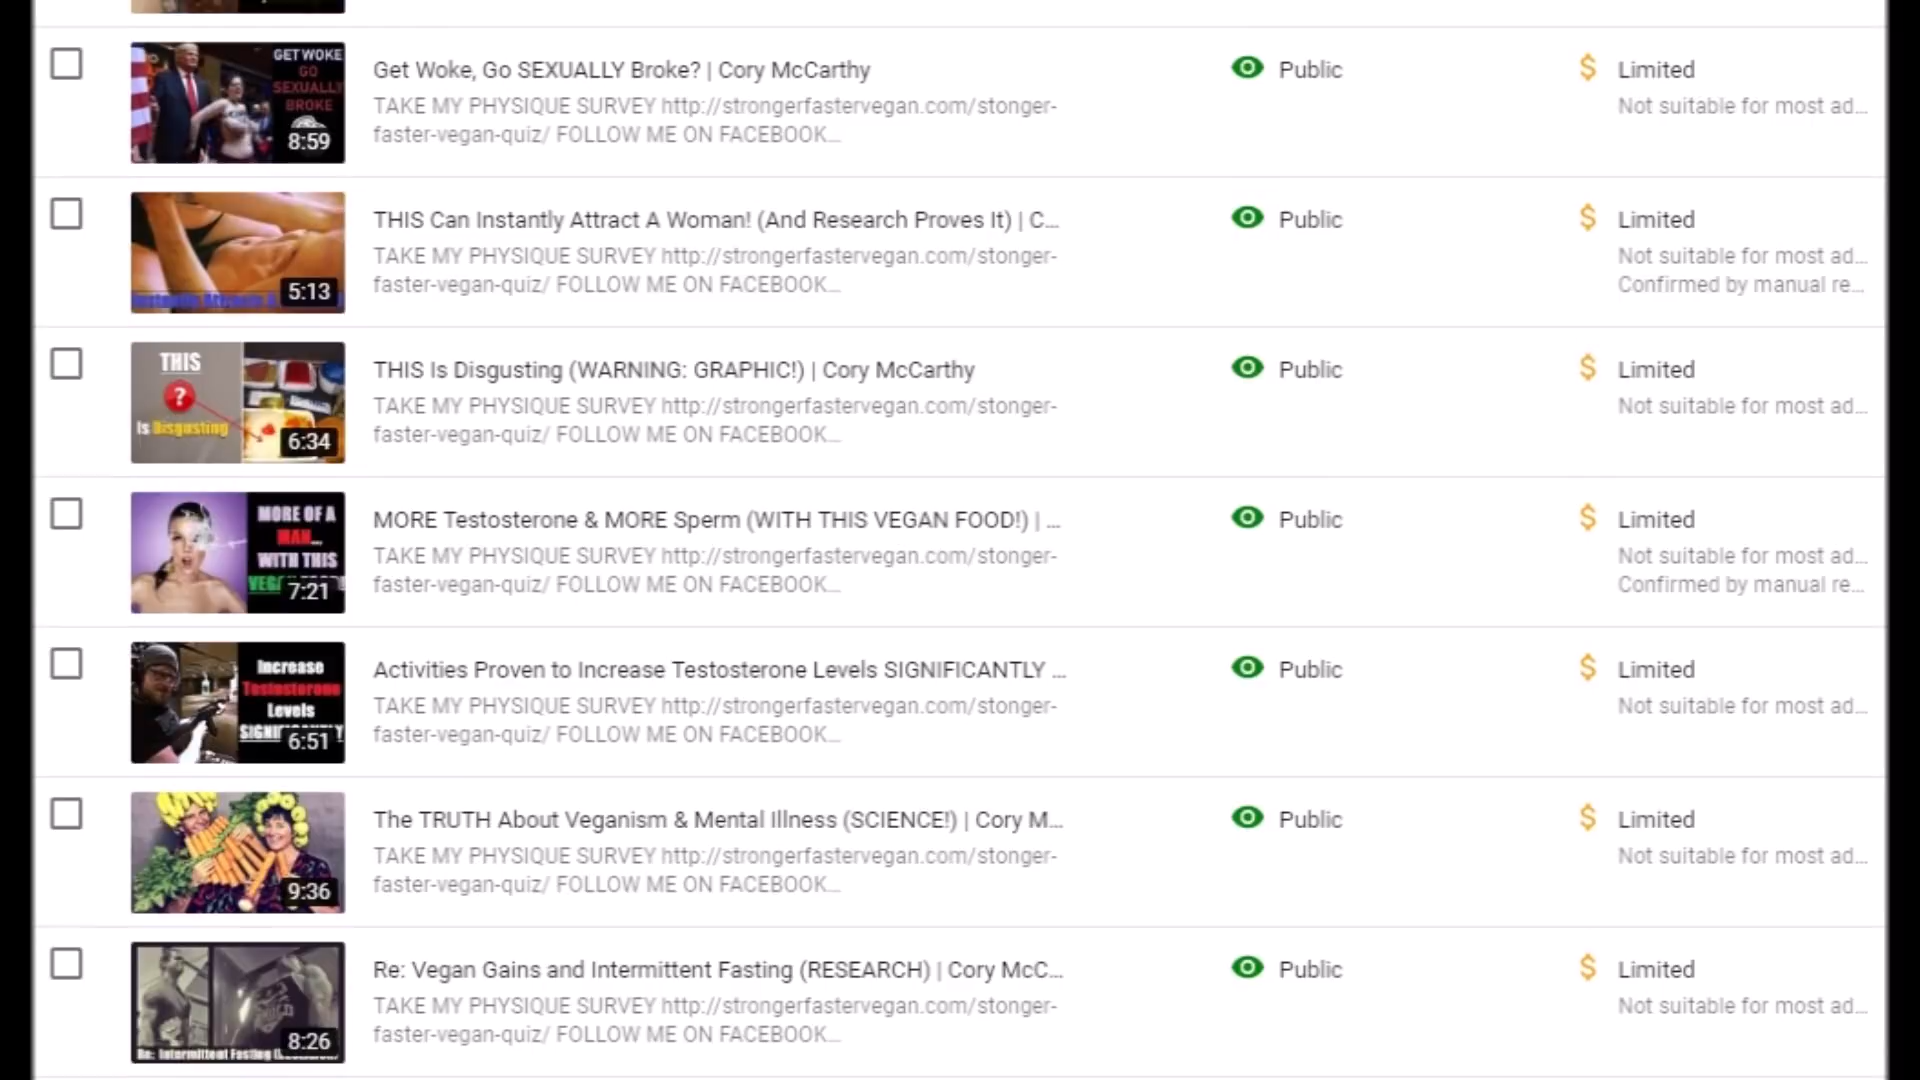 GET WOKE
GO
SEXUALLY
BROKE
8:59
Get Woke, Go SEXUALLY Broke? | Cory McCarthy
TAKE MY PHYSIQUE SURVEY http://strongerfastervegan.com/stonger-
faster-vegan-quiz/ FOLLOW ME ON FACEBOOK...
Public
Limited
Not suitable for most ad...
Instantly Attracts A
5:13
THIS Can Instantly Attract A Woman! (And Research Proves It) | C...
TAKE MY PHYSIQUE SURVEY http://strongerfastervegan.com/stonger-
faster-vegan-quiz/ FOLLOW ME ON FACEBOOK...
Public
Limited
Not suitable for most ad...
Confirmed by manual re...
THIS
?
Is Disgusting
6:34
THIS Is Disgusting (WARNING: GRAPHIC!) | Cory McCarthy
TAKE MY PHYSIQUE SURVEY http://strongerfastervegan.com/stonger-
faster-vegan-quiz/ FOLLOW ME ON FACEBOOK...
Public
Limited
Not suitable for most ad...
MORE OF A
MAN...
WITH THIS
7:21
MORE Testosterone & MORE Sperm (WITH THIS VEGAN FOOD!) | ...
TAKE MY PHYSIQUE SURVEY http://strongerfastervegan.com/stonger-
faster-vegan-quiz/ FOLLOW ME ON FACEBOOK...
Public
Limited
Not suitable for most ad...
Confirmed by manual re...
Increase
Testosterone
Levels
6:51
Activities Proven to Increase Testosterone Levels SIGNIFICANTLY ...
TAKE MY PHYSIQUE SURVEY http://strongerfastervegan.com/stonger-
faster-vegan-quiz/ FOLLOW ME ON FACEBOOK...
Public
Limited
Not suitable for most ad...
9:36
The TRUTH About Veganism & Mental Illness (SCIENCE!) | Cory M...
TAKE MY PHYSIQUE SURVEY http://strongerfastervegan.com/stonger-
faster-vegan-quiz/ FOLLOW ME ON FACEBOOK...
Public
Limited
Not suitable for most ad...
Re: Intermittent Fasting
8:26
Re: Vegan Gains and Intermittent Fasting (RESEARCH) | Cory McC...
TAKE MY PHYSIQUE SURVEY http://strongerfastervegan.com/stonger-
faster-vegan-quiz/ FOLLOW ME ON FACEBOOK...
Public
Limited
Not suitable for most ad...